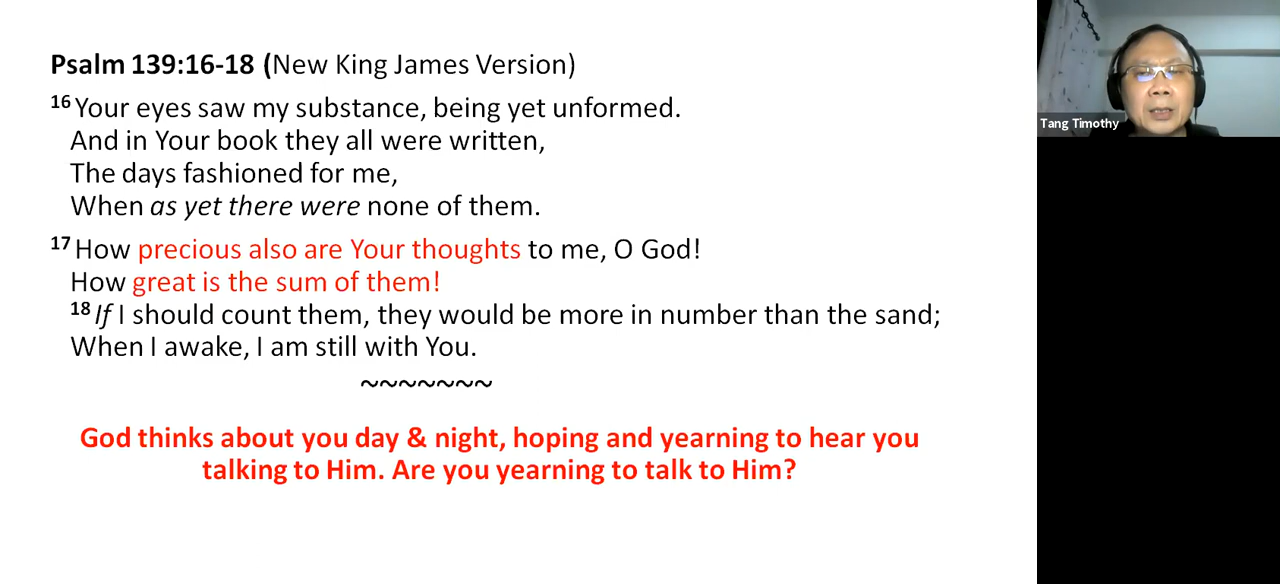 Psalm 139:16-18 (New King James Version)
16 Your eyes saw my substance, being yet unformed.
And in Your book they all were written,
The days fashioned for me,
When as yet there were none of them.
17 How precious also are Your thoughts to me, O God!
How great is the sum of them!
18 If I should count them, they would be more in number than the sand;
When I awake, I am still with You.
~~~~~~~
God thinks about you day & night, hoping and yearning to hear you
talking to Him. Are you yearning to talk to Him?
Tang Timothy